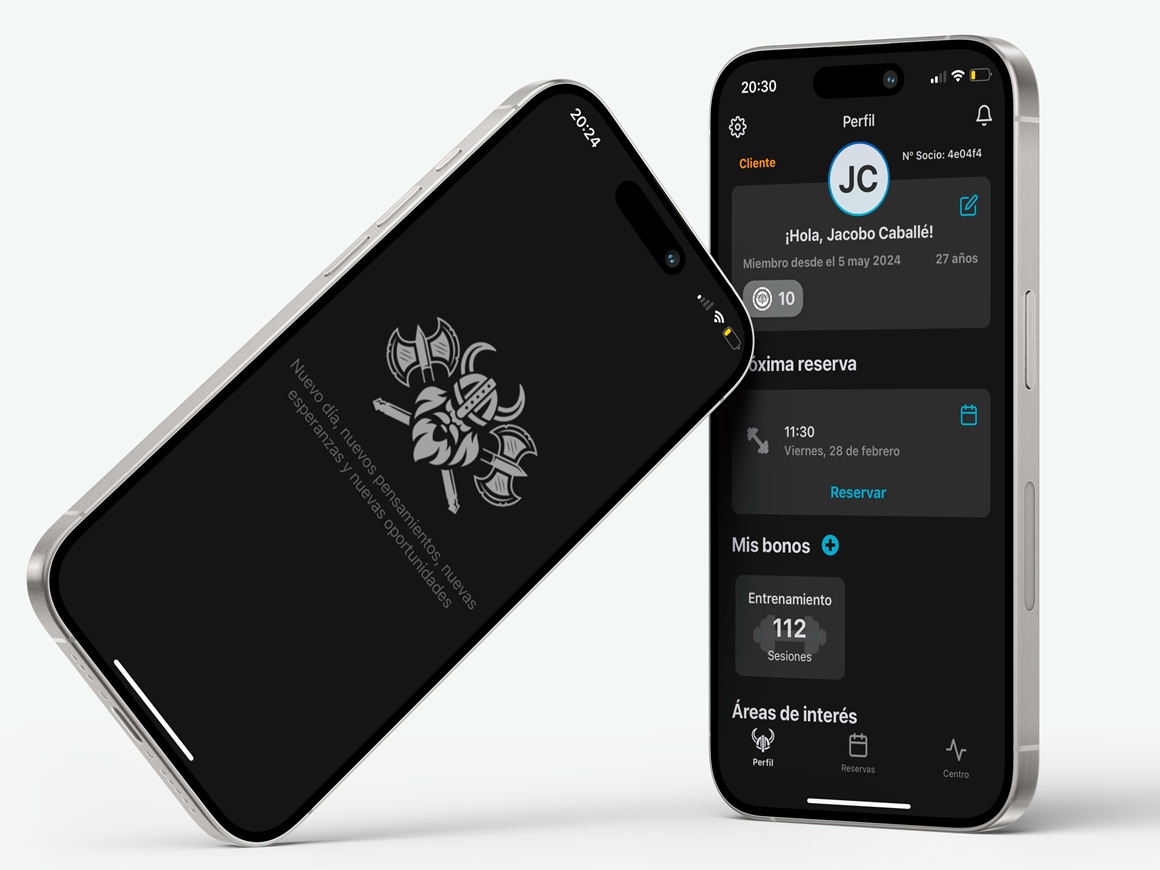 20:24
Nuevo día, nuevos pensamientos, nuevas
esperanzas y nuevas oportunidades
20:30
Perfil
Cliente
Nº Socio: 4e04f4
JC
¡Hola, Jacobo Caballé!
Miembro desde el 5 may 2024
27 años
10
óxima reserva
11:30
Viernes, 28 de febrero
Reservar
Mis bonos
Entrenamiento
112
Sesiones
Áreas de interés
Perfil
Reservas
Centro